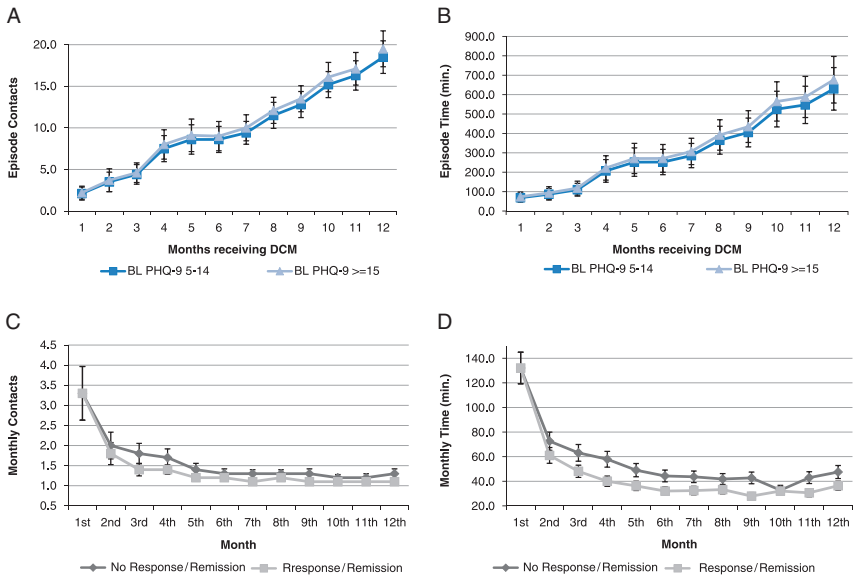 A
Episode Contacts
20.0
15.0
10.0
5.0
0.0
1 2 3 4 5 6 7 8 9 10 11 12
Months receiving DCM
BL PHQ-9 5-14 BL PHQ-9 >=15
B
Episode Time (min.)
900.0
800.0
700.0
600.0
500.0
400.0
300.0
200.0
100.0
0.0
1 2 3 4 5 6 7 8 9 10 11 12
Months receiving DCM
BL PHQ-9 5-14 BL PHQ-9 >=15
C
Monthly Contacts
4.5
4.0
3.5
3.0
2.5
2.0
1.5
1.0
0.5
1st 2nd 3rd 4th 5th 6th 7th 8th 9th 10th 11th 12th
Month
No Response/Remission Rresponse/Remission
D
Monthly Time (min.)
140.0
120.0
100.0
80.0
60.0
40.0
20.0
1st 2nd 3rd 4th 5th 6th 7th 8th 9th 10th 11th 12th
Month
No Response/Remission Response/Remission